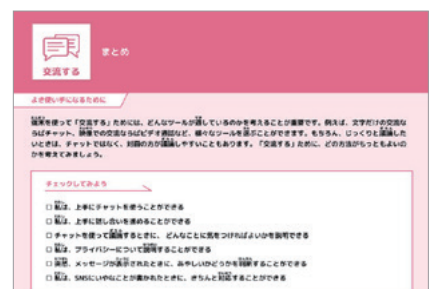 交流する
まとめ
よき使い手になるために
端末を使って「交流する」ためには、どんなツールが適しているのかを考えることが重要です。例えば、文字だけの交流な
らばチャット、映像での交流ならばビデオ通話など、様々なツールを選ぶことができます。もちろん、じっくりと議論した
いときは、チャットではなく、対面の方が議論しやすいこともあります。「交流する」ために、どの方法がもっともよいの
かを考えてみましょう。
チェックしてみよう
□ 私は、上手にチャットを使うことができる
□ 私は、上手に話し合いを進めることができる
□ チャットを使って議論するときに、どんなことに気をつければよいかを説明できる
□ 私は、プライバシーについて説明することができる
□ 突然、メッセージが表示されたときに、あやしいかどうかを判断することができる
□ 私は、SNSにいやなことが書かれたときに、きちんと対応することができる